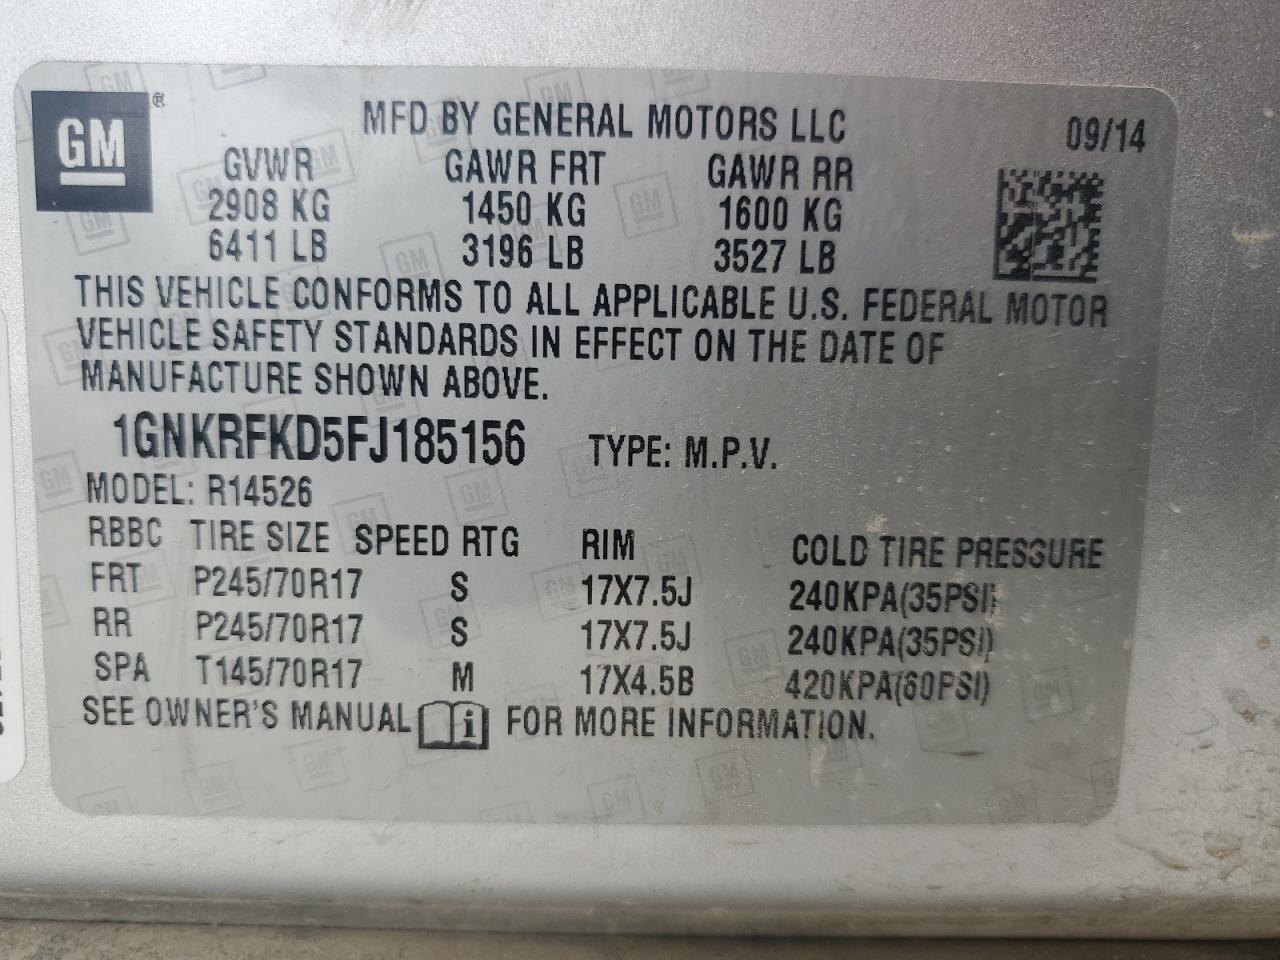 GM ®
MFD BY GENERAL MOTORS LLC 09/14
GVWR GAWR FRT GAWR RR
2908 KG 1450 KG 1600 KG
6411 LB 3196 LB 3527 LB
THIS VEHICLE CONFORMS TO ALL APPLICABLE U.S. FEDERAL MOTOR
VEHICLE SAFETY STANDARDS IN EFFECT ON THE DATE OF
MANUFACTURE SHOWN ABOVE.
1GNKRFKD5FJ185156 TYPE: M.P.V.
MODEL: R14526
RBBC TIRE SIZE SPEED RTG RIM COLD TIRE PRESSURE
FRT P245/70R17 S 17X7.5J 240KPA(35PSI)
RR P245/70R17 S 17X7.5J 240KPA(35PSI)
SPA T145/70R17 M 17X4.5B 420KPA(60PSI)
SEE OWNER'S MANUAL i FOR MORE INFORMATION.